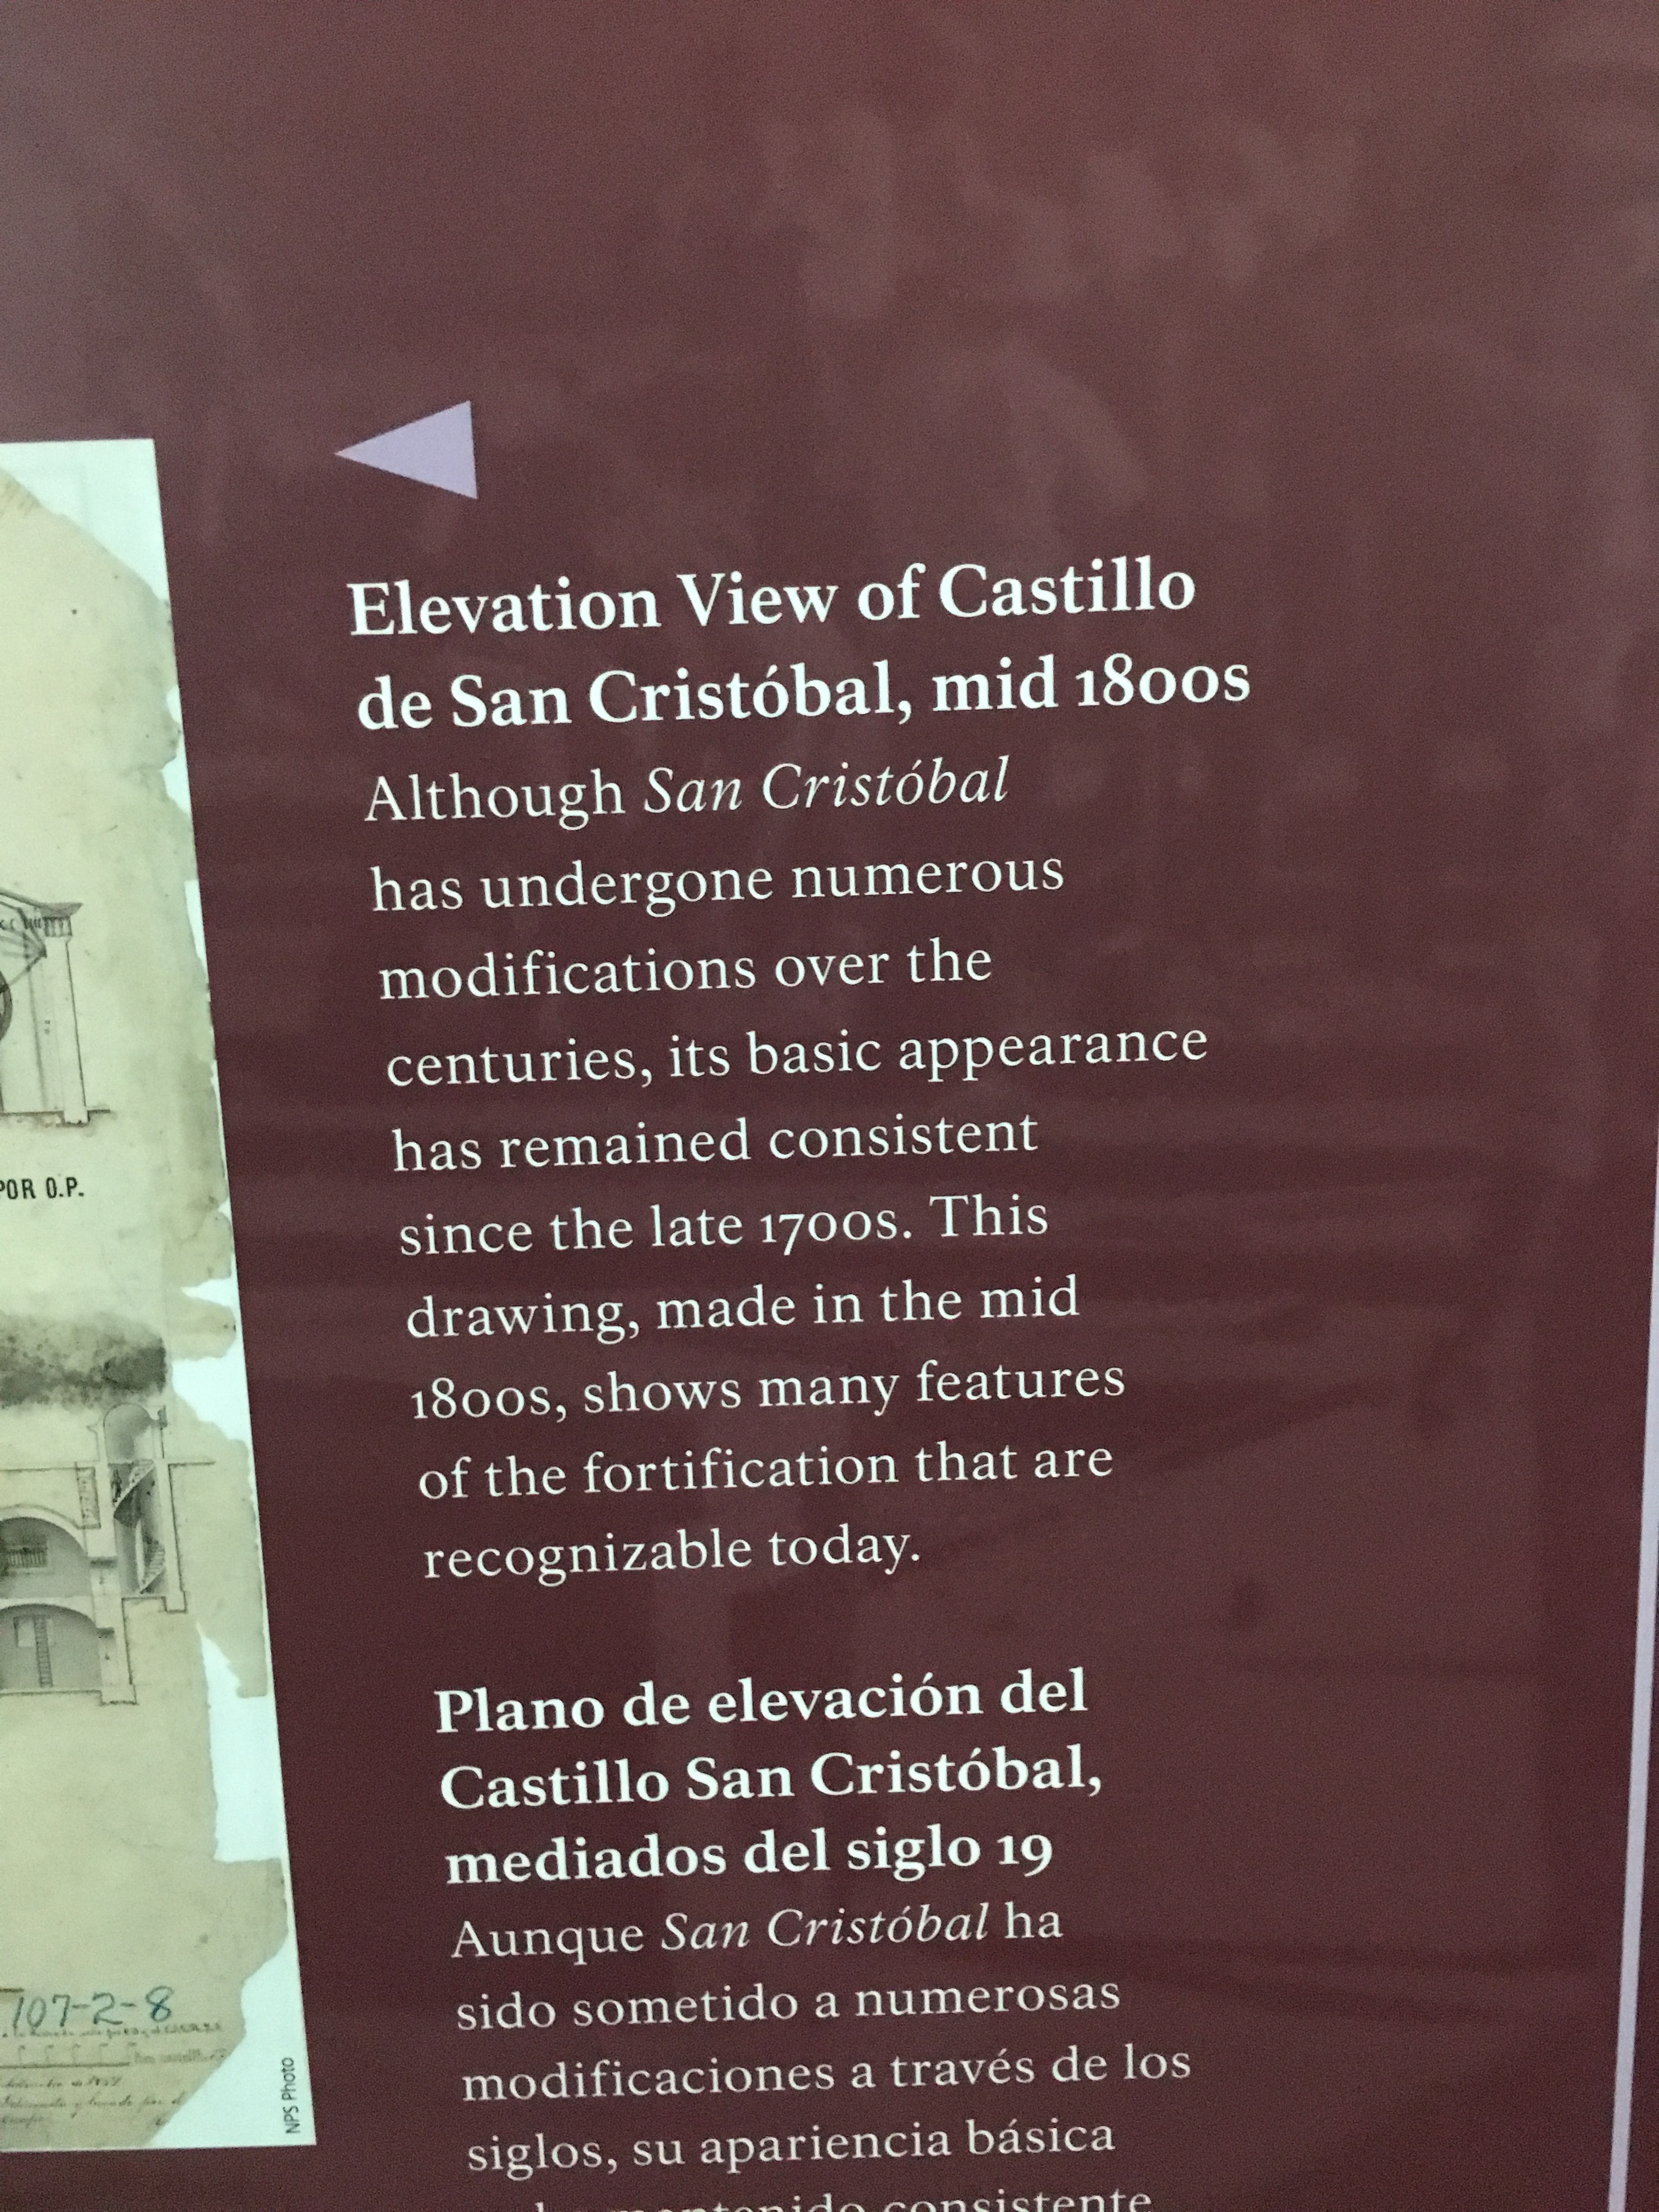 Elevation View of Castillo
de San Cristóbal, mid 1800s
Although San Cristóbal
has undergone numerous
modifications over the
centuries, its basic appearance
has remained consistent
since the late 1700s. This
drawing, made in the mid
1800s, shows many features
of the fortification that are
recognizable today.
Plano de elevación del
Castillo San Cristóbal,
mediados del siglo 19
Aunque San Cristóbal ha
sido sometido a numerosas
modificaciones a través de los
siglos, su apariencia básica
mantenido consistente
POR O.P.
107-2-8
NPS Photo